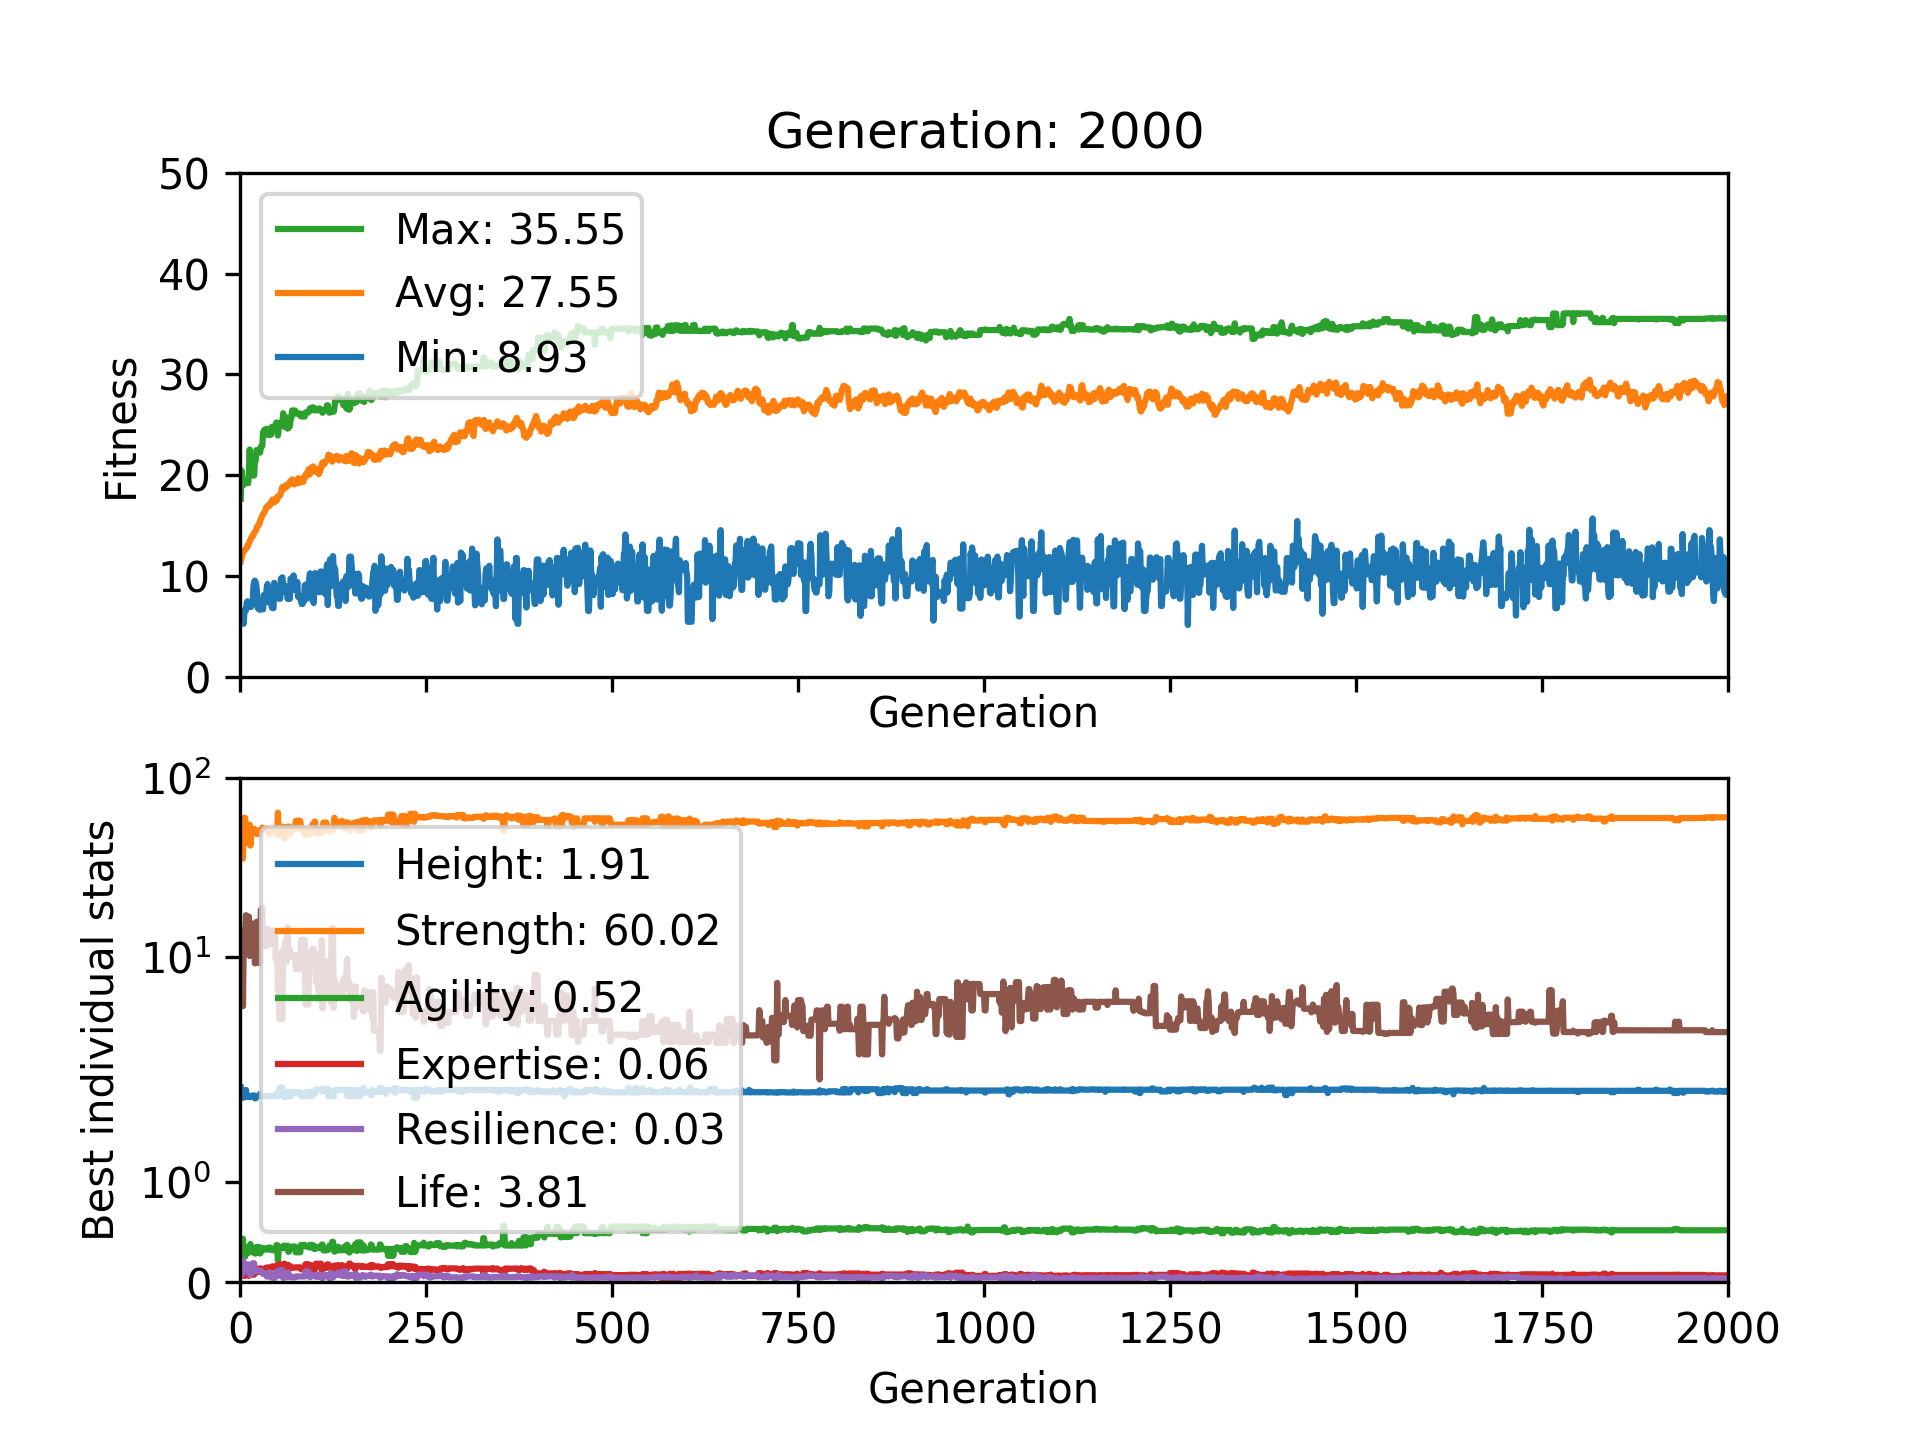 Generation: 2000
50
40
30
20
10
0
Fitness
Max: 35.55
Avg: 27.55
Min: 8.93
Generation
10²
10¹
10⁰
0
Best individual stats
Height: 1.91
Strength: 60.02
Agility: 0.52
Expertise: 0.06
Resilience: 0.03
Life: 3.81
0 250 500 750 1000 1250 1500 1750 2000
Generation